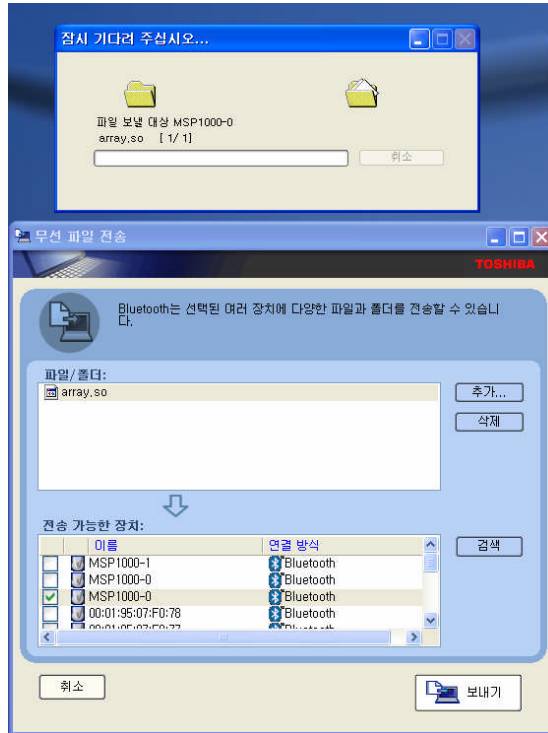 잠시 기다려 주십시오...
파일 보낼 대상 MSP1000-0
array,so [ 1/ 1]
취소
무선 파일 전송
TOSHIBA
Bluetooth는 선택된 여러 장치에 다양한 파일과 폴더를 전송할 수 있습니
다.
파일/폴더:
array,so
추가...
삭제
전송 가능한 장치:
이름 연결 방식
검색
MSP1000-1 Bluetooth
MSP1000-0 Bluetooth
MSP1000-0 Bluetooth
00:01:95:07:F0:78 Bluetooth
취소
보내기